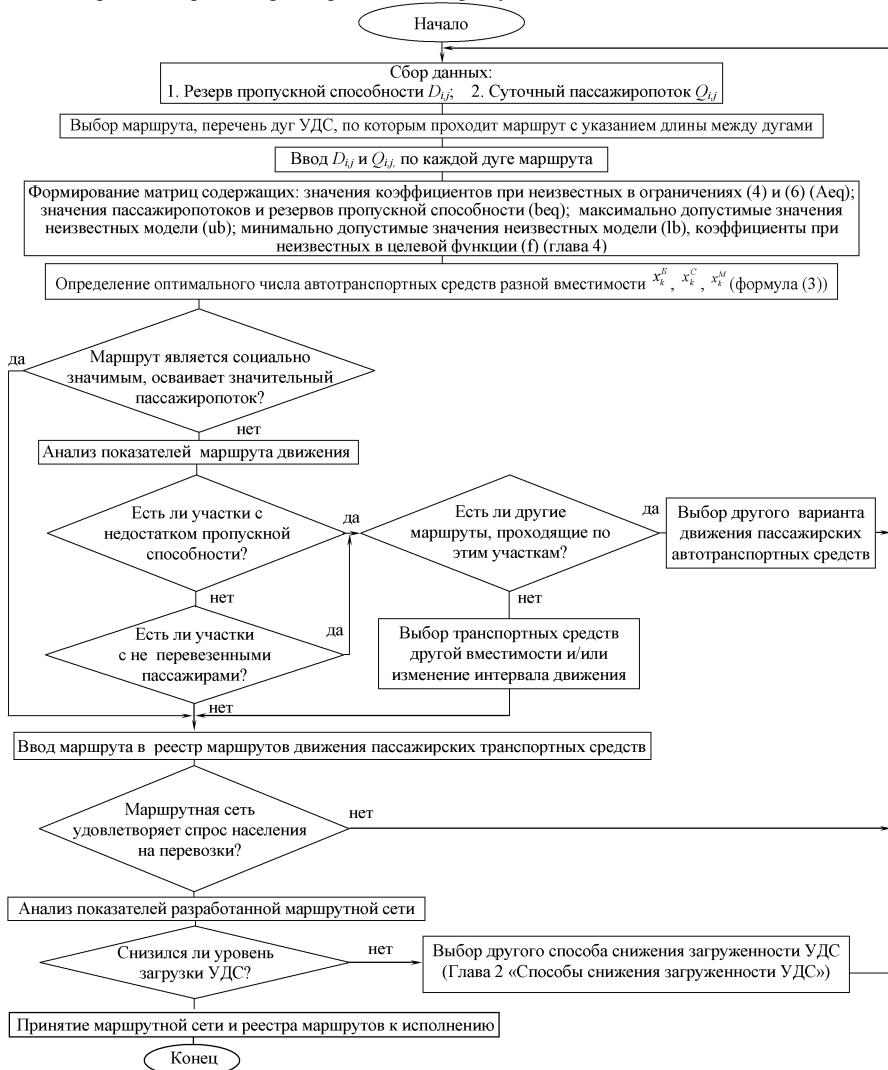 Начало
Сбор данных:
1. Резерв пропускной способности D_{i,j}; 2. Суточный пассажиропоток Q_{i,j}
Выбор маршрута, перечень дуг УДС, по которым проходит маршрут с указанием длины между дугами
Ввод D_{i,j} и Q_{i,j}, по каждой дуге маршрута
Формирование матриц содержащих: значения коэффициентов при неизвестных в ограничениях (4) и (6) (Aeq);
значения пассажиропотоков и резервов пропускной способности (beq); максимально допустимые значения
неизвестных модели (ub); минимально допустимые значения неизвестных модели (lb), коэффициенты при
неизвестных в целевой функции (f) (глава 4)
Определение оптимального числа автотранспортных средств разной вместимости x_k^Б, x_k^С, x_k^М (формула (3))
да
Маршрут является социально
значимым, осваивает значительный
пассажиропоток?
нет
Анализ показателей маршрута движения
Есть ли участки с
недостатком пропускной
способности?
да
Есть ли другие
маршруты, проходящие по
этим участкам?
да
Выбор другого варианта
движения пассажирских
автотранспортных средств
нет
нет
Есть ли участки
с не перевезенными
пассажирами?
да
Выбор транспортных средств
другой вместимости и/или
изменение интервала движения
нет
Ввод маршрута в реестр маршрутов движения пассажирских транспортных средств
Маршрутная сеть
удовлетворяет спрос населения
на перевозки?
нет
Анализ показателей разработанной маршрутной сети
Снизился ли уровень
загрузки УДС?
нет
Выбор другого способа снижения загруженности УДС
(Глава 2 «Способы снижения загруженности УДС»)
Принятие маршрутной сети и реестра маршрутов к исполнению
Конец